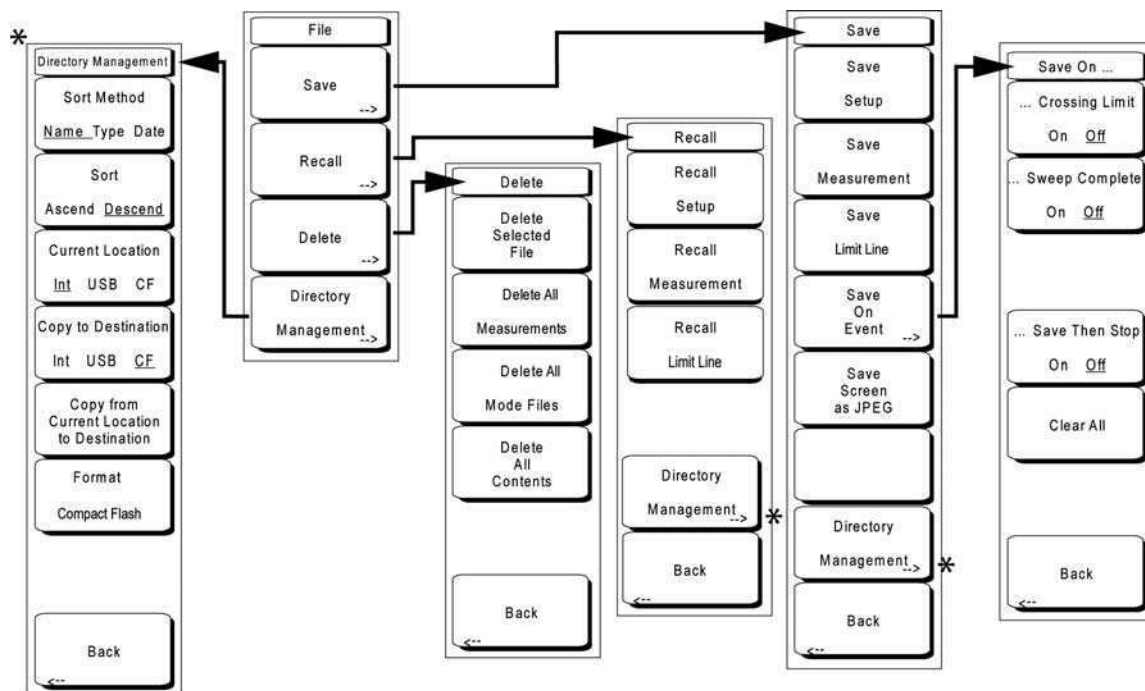 *
Directory Management
Sort Method
Name Type Date
Sort
Ascend Descend
Current Location
Int USB CF
Copy to Destination
Int USB CF
Copy from
Current Location
to Destination
Format
Compact Flash
Back
<--
File
Save
-->
Recall
-->
Delete
-->
Directory
Management
-->
Delete
Delete
Selected
File
Delete All
Measurements
Delete All
Mode Files
Delete
All
Contents
Back
<--
Recall
Recall
Setup
Recall
Measurement
Recall
Limit Line
Directory
Management
-->
*
Back
<--
Save
Save
Setup
Save
Measurement
Save
Limit Line
Save
On
Event
-->
Save
Screen
as JPEG
Directory
Management
-->
*
Back
<--
Save On ...
... Crossing Limit
On Off
... Sweep Complete
On Off
... Save Then Stop
On Off
Clear All
Back
<--